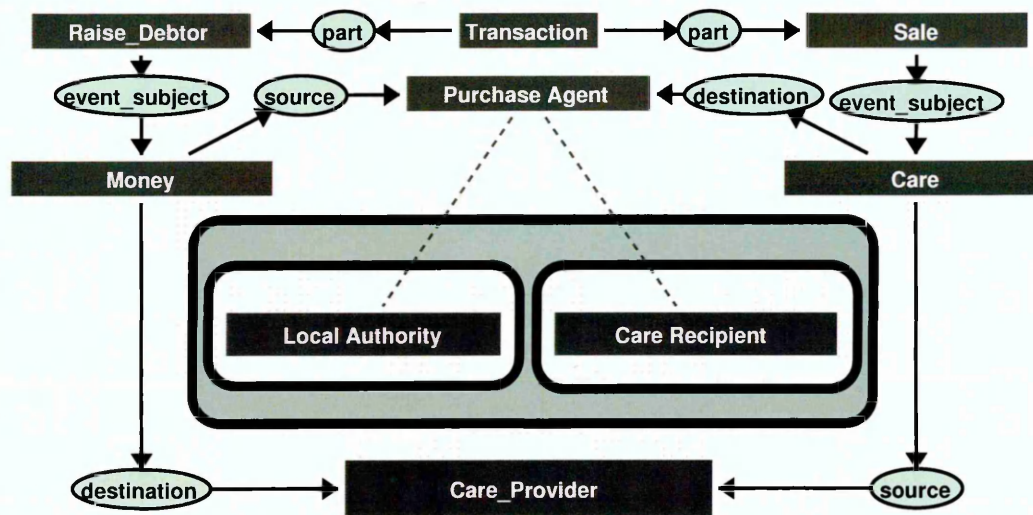 Raise_Debtor
part
Transaction
part
Sale
event_subject
source
Purchase Agent
destination
event_subject
Money
Care
Local Authority
Care Recipient
destination
Care_Provider
source